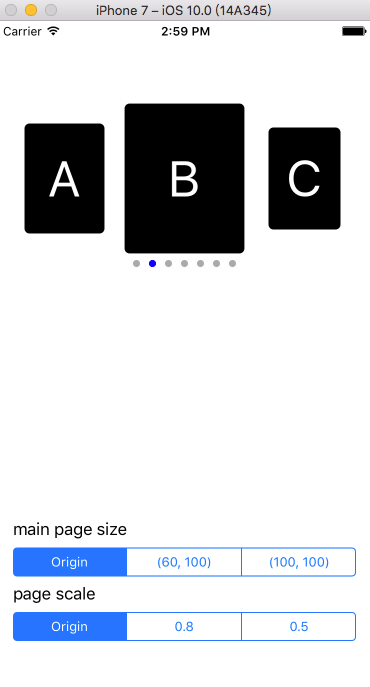 iPhone 7 – iOS 10.0 (14A345)
Carrier 2:59 PM
A B C
main page size
Origin (60, 100) (100, 100)
page scale
Origin 0.8 0.5